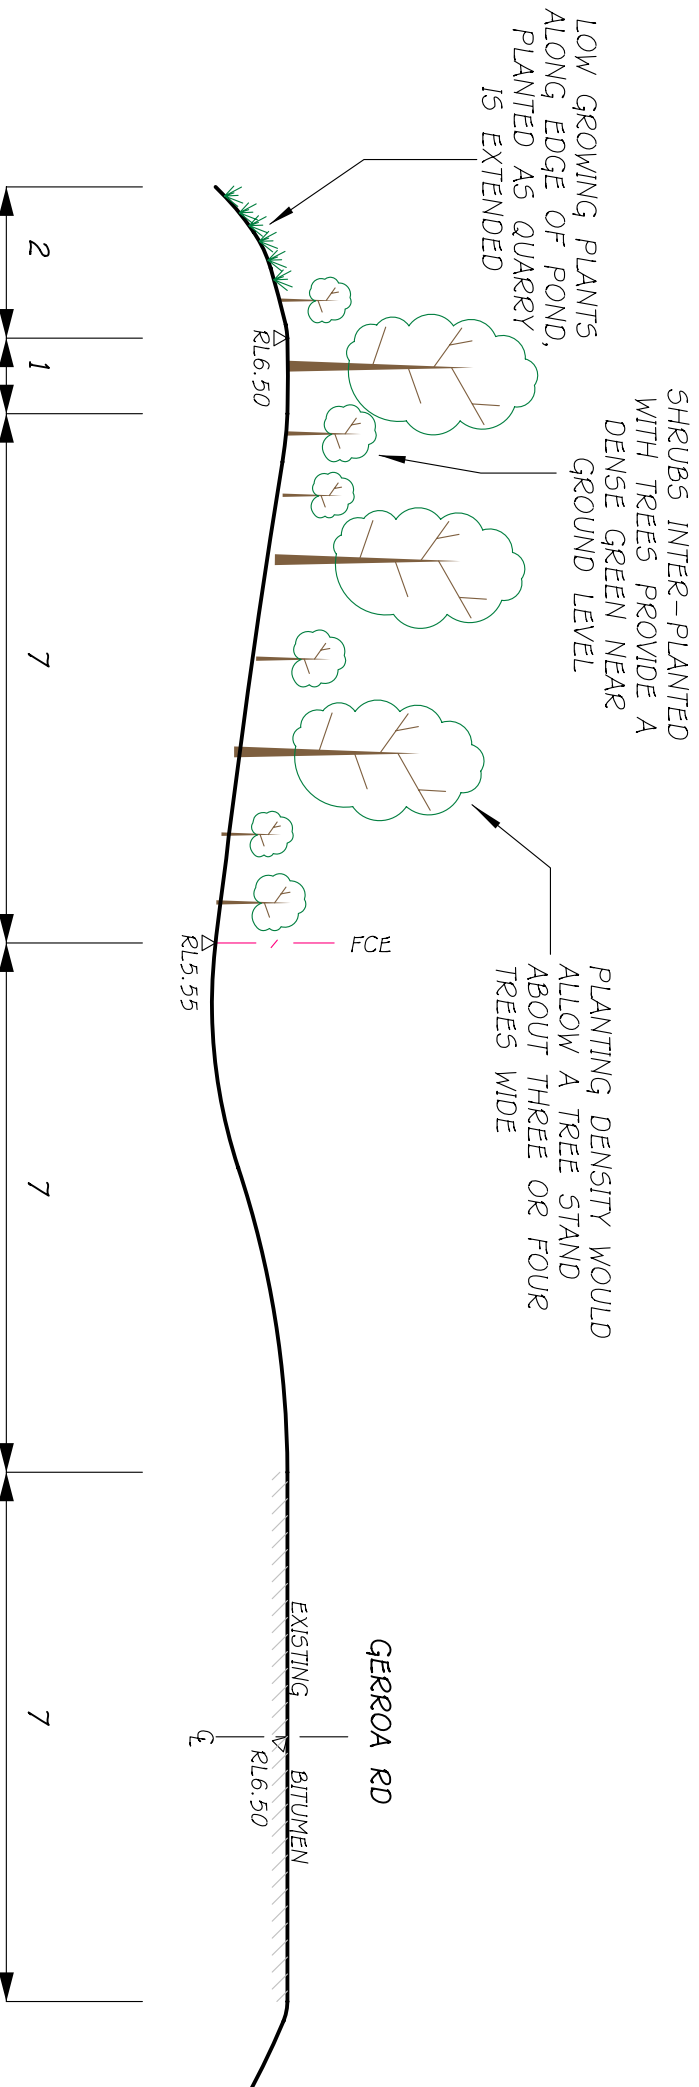 LOW GROWING PLANTS
ALONG EDGE OF POND,
PLANTED AS QUARRY
IS EXTENDED
SHRUBS INTER-PLANTED
WITH TREES PROVIDE A
DENSE GREEN NEAR
GROUND LEVEL
PLANTING DENSITY WOULD
ALLOW A TREE STAND
ABOUT THREE OR FOUR
TREES WIDE
FCE
GERROA RD
EXISTING BITUMEN
RL6.50
RL5.55
RL6.50
CL
2
1
7
7
7